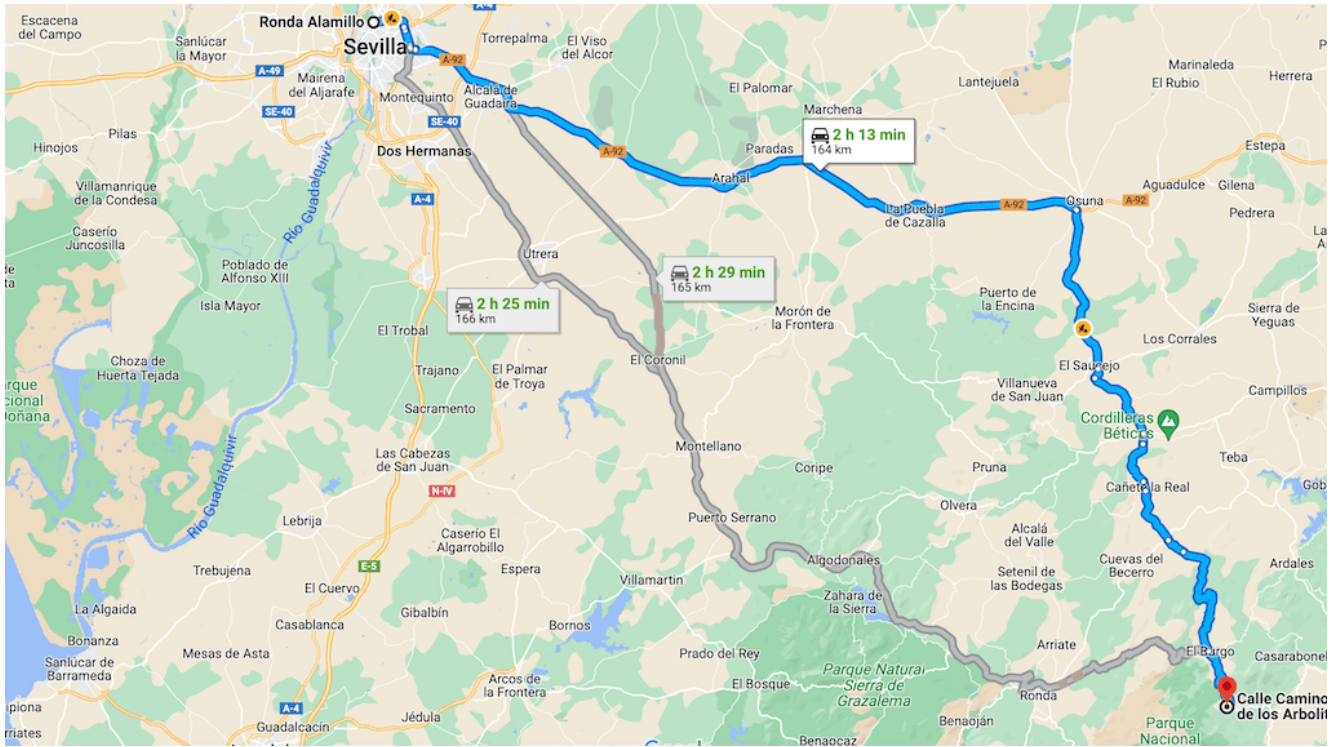 Escacena
del Campo
Ronda Alamillo
A-4
Sanlúcar
la Mayor
Sevilla
Torrepalma
El Viso
del Alcor
A-92
A-49
Mairena
del Aljarafe
Montequinto
Alcalá de
Guadaíra
El Palomar
Lantejuela
Marinaleda
El Rubio
Herrera
SE-40
SE-40
Marchena
Pilas
Hinojos
Dos Hermanas
A-92
Paradas
2 h 13 min
164 km
Estepa
Villamanrique
de la Condesa
A-4
Arahal
Aguadulce
Gilena
La Puebla
de Cazalla
A-92
Osuna
A-92
Pedrera
Río Guadalquivir
Caserío
Juncosilla
Utrera
Poblado de
Alfonso XIII
2 h 29 min
165 km
Isla Mayor
2 h 25 min
166 km
Puerto de
la Encina
Sierra de
Yeguas
Morón de
la Frontera
El Trobal
Los Corrales
Choza de
Huerta Tejada
El Coronil
El Saucejo
Trajano
El Palmar
de Troya
Villanueva
de San Juan
Campillos
Sacramento
Cordilleras
Béticas
Montellano
Las Cabezas
de San Juan
Coripe
Pruna
Teba
Río Guadalquivir
N-IV
Cañete la Real
Olvera
Lebrija
Puerto Serrano
Caserío El
Algarrobillo
Alcalá
del Valle
E-5
Trebujena
Espera
Algodonales
Cuevas del
Becerro
Ardales
El Cuervo
Villamartin
Setenil de
las Bodegas
La Algaida
Gibalbín
Zahara de
la Sierra
Casablanca
Bornos
Bonanza
Arriate
Mesas de Asta
Prado del Rey
El Burgo
Sanlúcar de
Barrameda
Parque Natural
Sierra de
Grazalema
Arcos de
la Frontera
El Bosque
Ronda
A-4
Jédula
Calle Camino
Guadalcacín
Benaoján
Parque
Nacional
Benaocaz